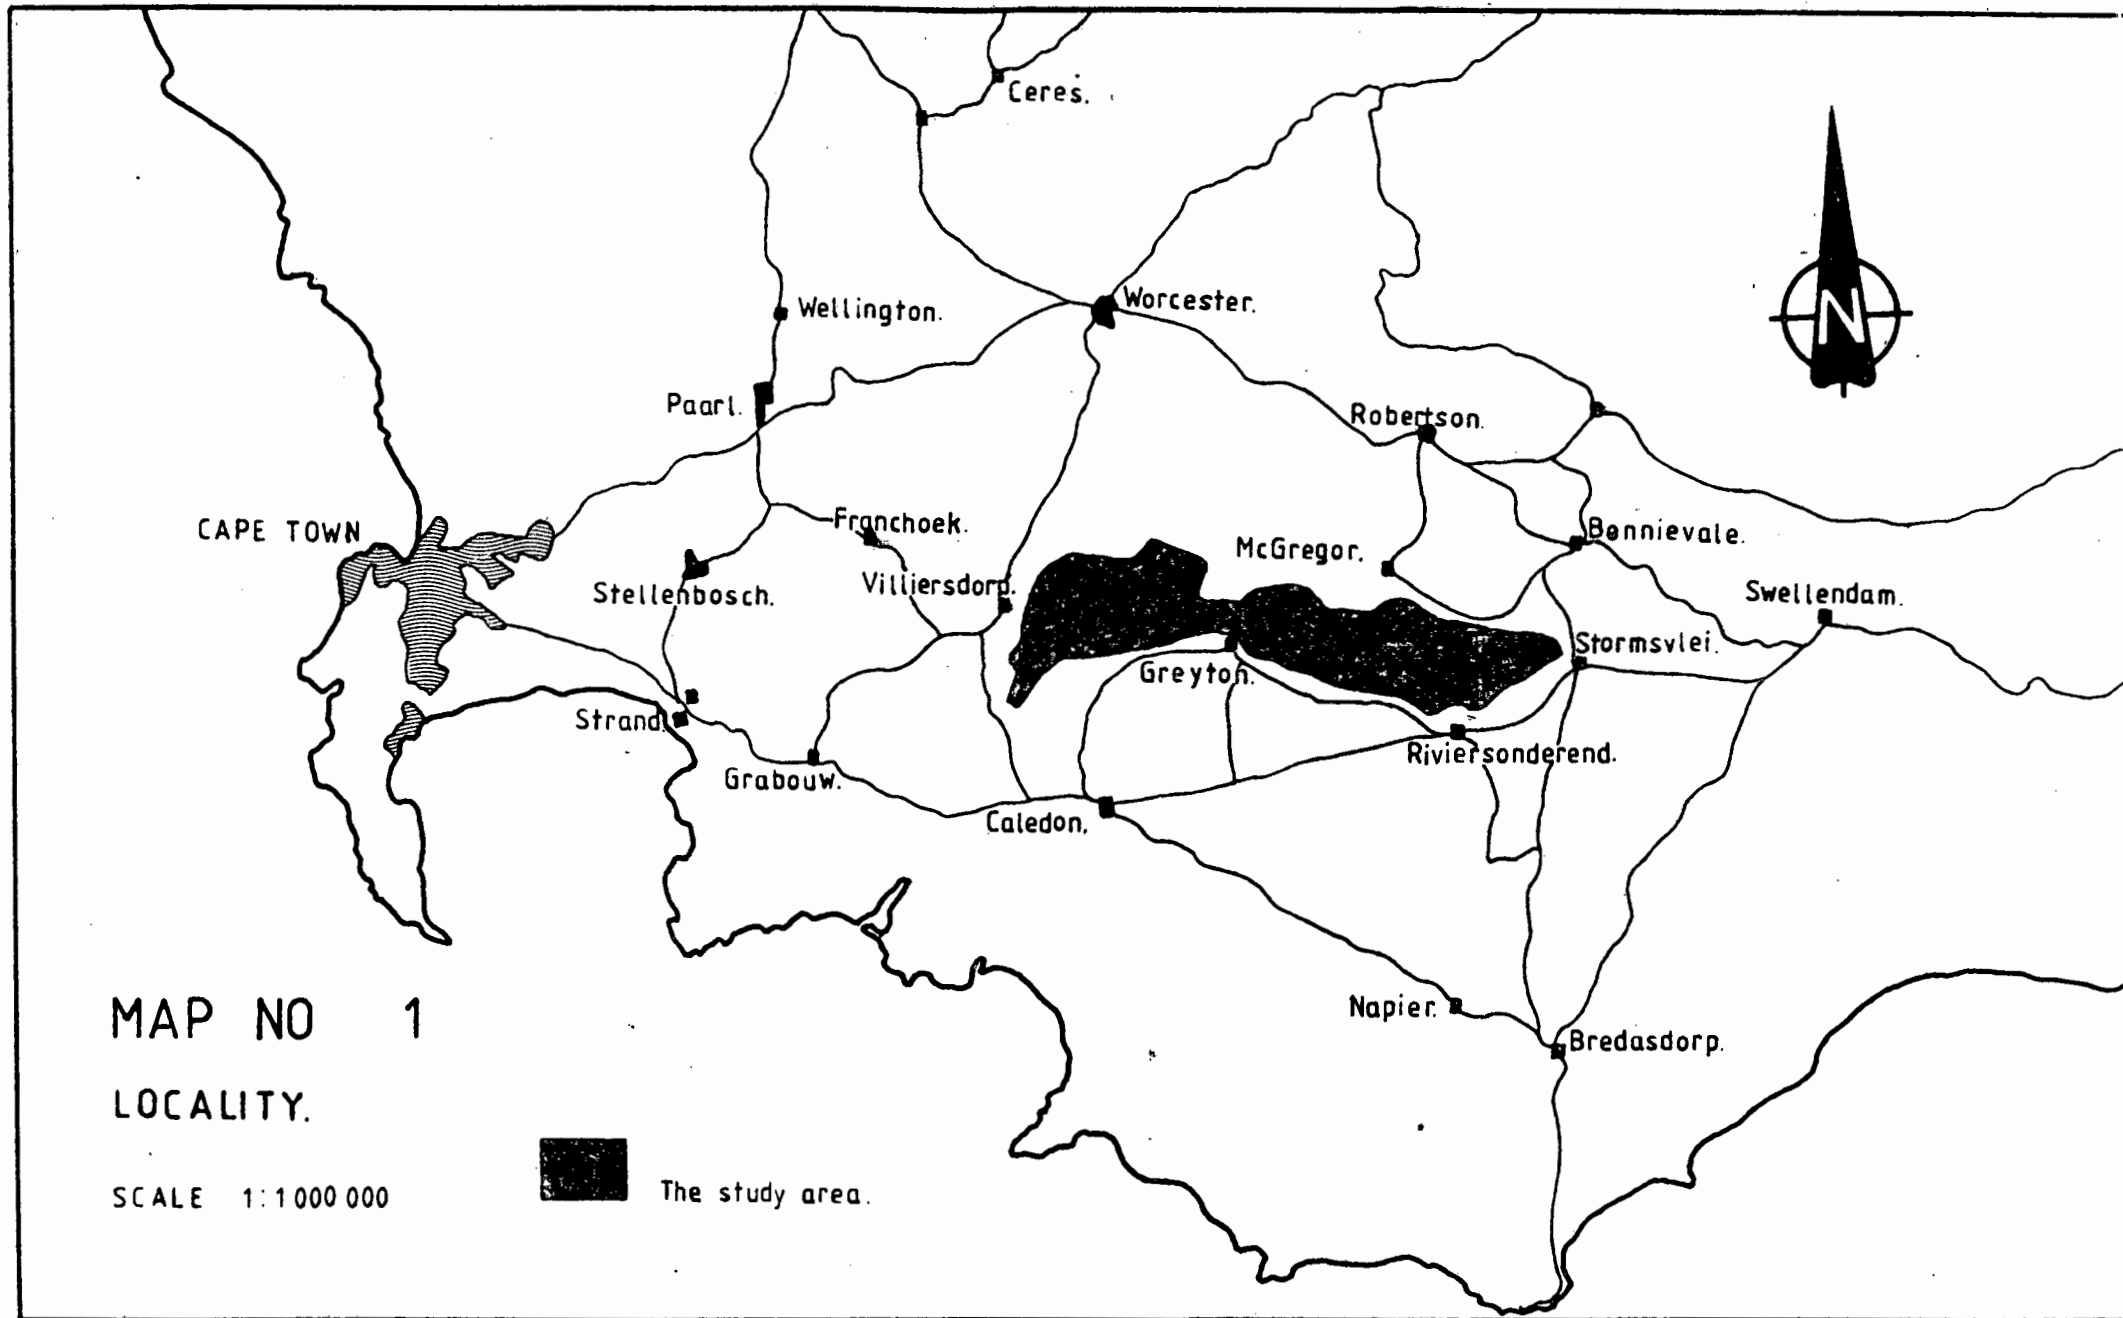 Ceres.
Worcester.
Wellington.
N
Paarl.
Robertson.
Franchoek.
CAPE TOWN
Bonnievale.
McGregor.
Villiersdorp.
Stellenbosch.
Swellendam.
Stormsvlei.
Greyton.
Strand.
Riviersonderend.
Grabouw.
Caledon.
Napier.
MAP NO 1
Bredasdorp.
LOCALITY.
The study area.
SCALE 1:1 000 000